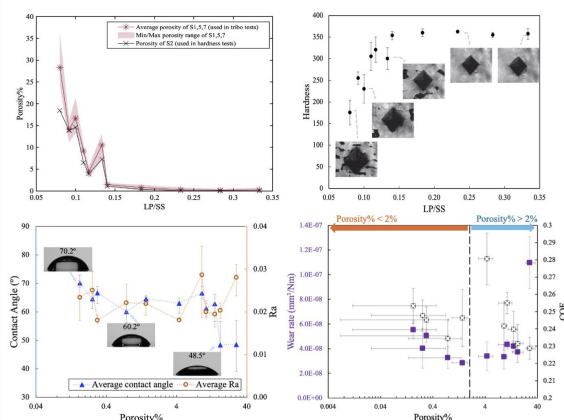 Average porosity of S1,5,7 (used in tribo tests)
Min/Max porosity range of S1,5,7
Porosity of S2 (used in hardness tests)
Porosity%
40
35
30
25
20
15
10
5
0
0.05
0.1
0.15
0.2
0.25
0.3
0.35
LP/SS
Hardness
400
350
300
250
200
150
100
50
0
0.05
0.1
0.15
0.2
0.25
0.3
0.35
LP/SS
Contact Angle (°)
90
80
70
60
50
40
30
70.2°
60.2°
48.5°
0.04
0.03
0.02
0.01
0.00
Ra
Average contact angle
Average Ra
0.04
0.4
4
40
Porosity%
Porosity% < 2%
Porosity% > 2%
Wear rate (mm³/Nm)
1.4E-07
1.2E-07
1.0E-07
8.0E-08
6.0E-08
4.0E-08
2.0E-08
0.0E+00
0.3
0.29
0.28
0.27
0.26
0.25
0.24
0.23
0.22
0.21
0.2
COF
0.004
0.04
0.4
4
40
Porosity%